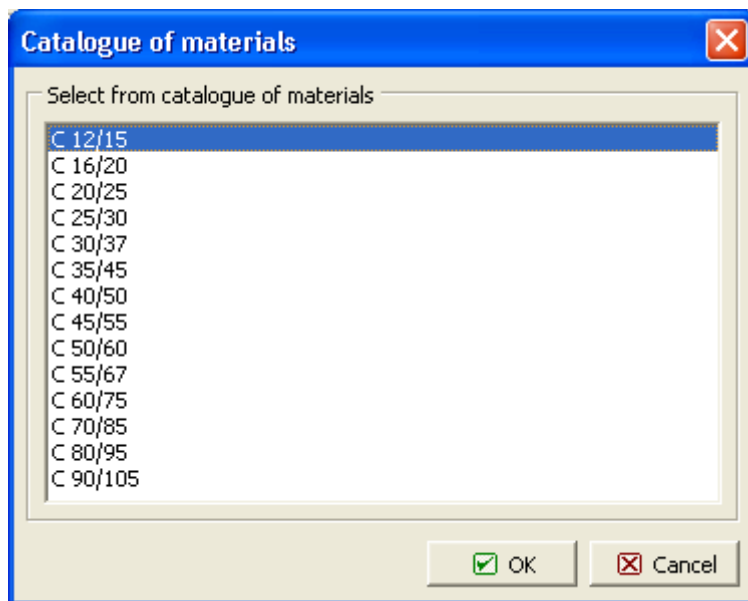 Catalogue of materials
Select from catalogue of materials
C 12/15
C 16/20
C 20/25
C 25/30
C 30/37
C 35/45
C 40/50
C 45/55
C 50/60
C 55/67
C 60/75
C 70/85
C 80/95
C 90/105
OK Cancel